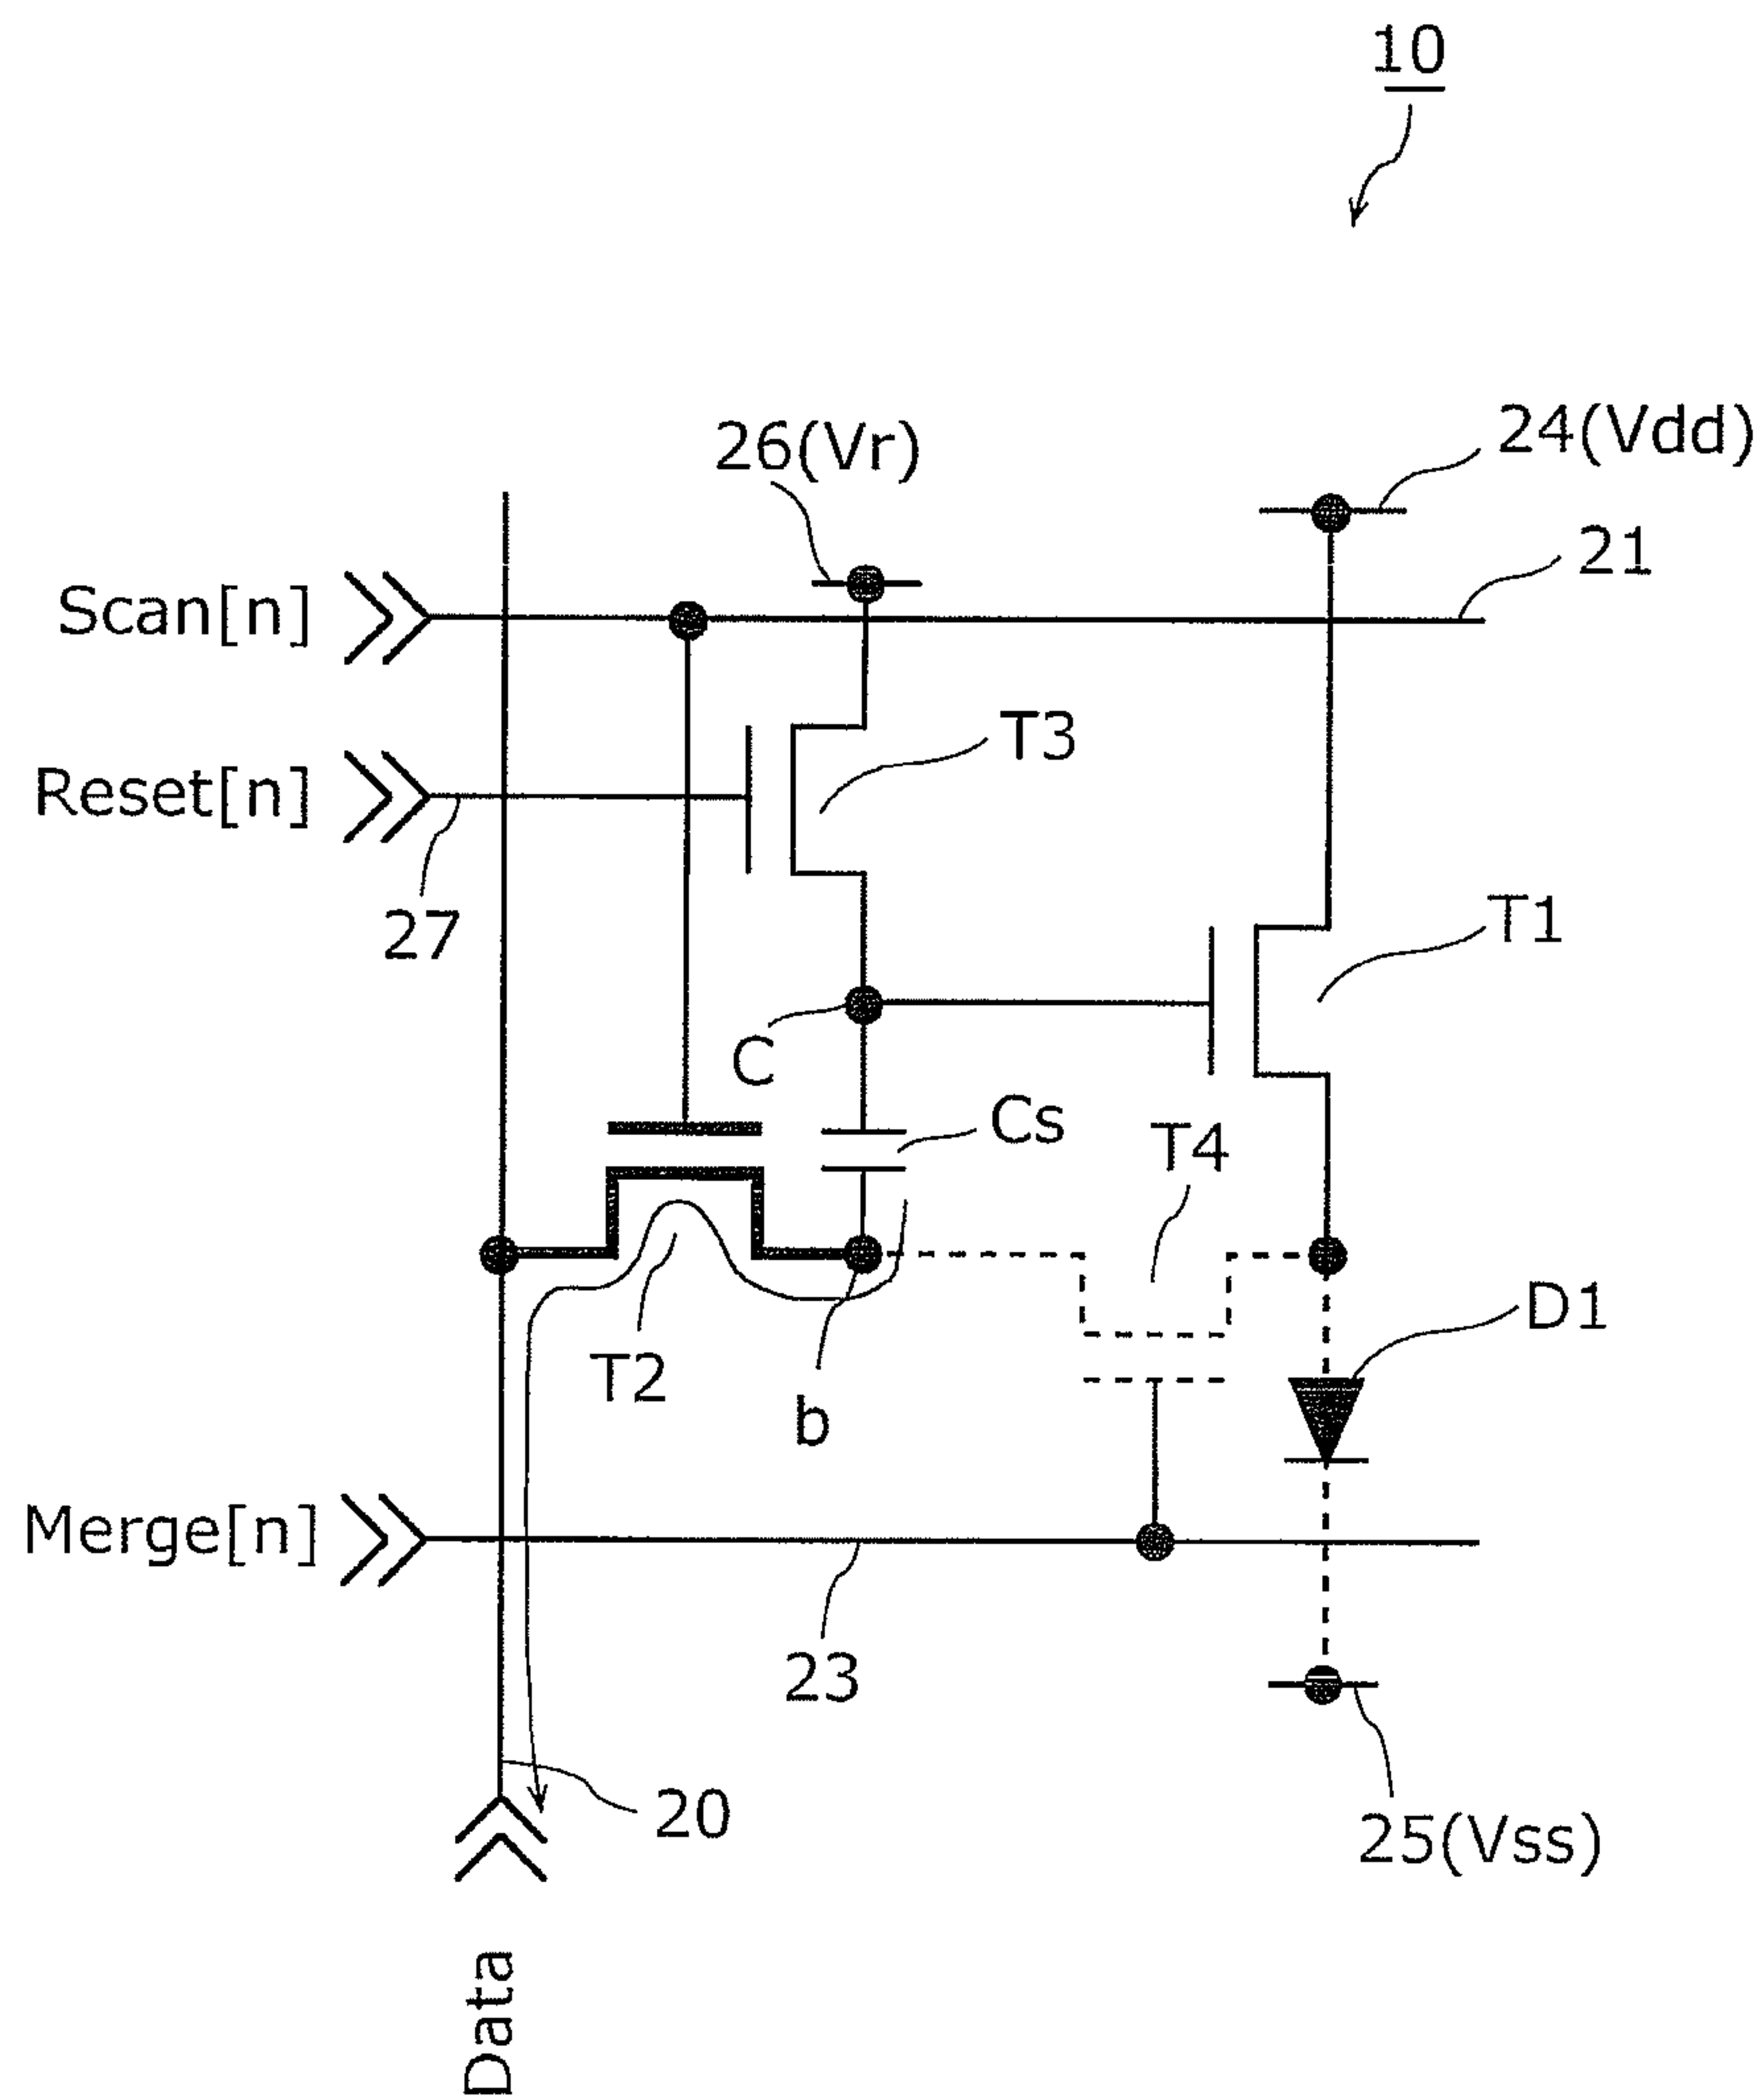 10
26(Vr)
24(Vdd)
21
Scan[n]
Reset[n]
T3
27
T1
C
Cs
T4
T2
b
D1
Merge[n]
23
20
25(Vss)
Data